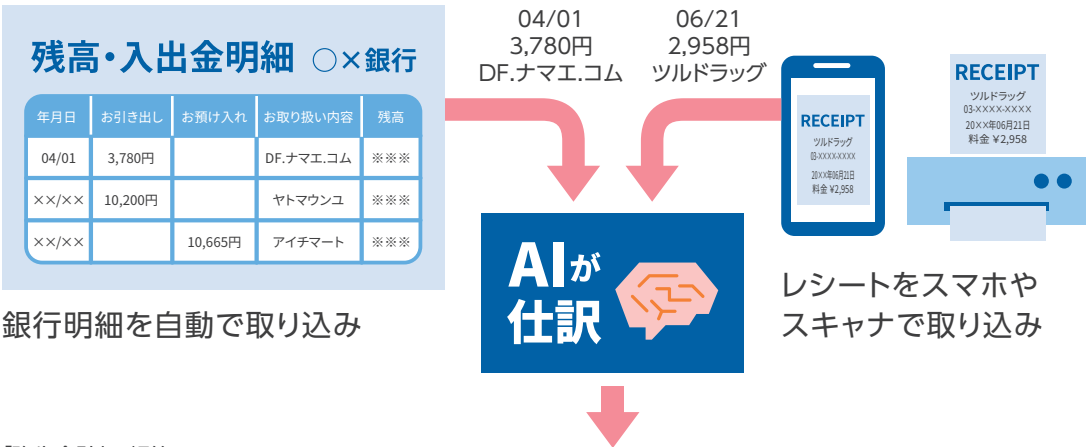 残高・入出金明細 ○×銀行
年月日 お引き出し お預け入れ お取り扱い内容 残高
04/01 3,780円 DF.ナマエ.コム ※※※
××/×× 10,200円 ヤトマウンユ ※※※
××/×× 10,665円 アイチマート ※※※
銀行明細を自動で取り込み
04/01
3,780円
DF.ナマエ.コム
06/21
2,958円
ツルドラッグ
RECEIPT
ツルドラッグ
03-XXXX-XXXX
20××年06月21日
料金 ¥2,958
RECEIPT
ツルドラッグ
03-XXXX-XXXX
20××年06月21日
料金 ¥2,958
レシートをスマホや
スキャナで取り込み
AIが
仕訳